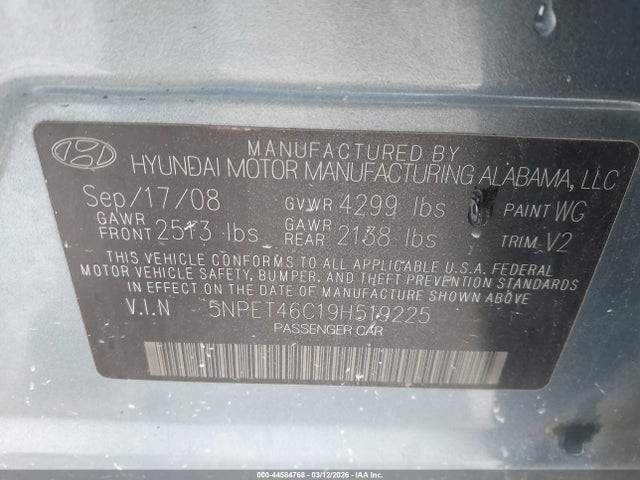 MANUFACTURED BY
HYUNDAI MOTOR MANUFACTURING ALABAMA, LLC
Sep/17/08 GVWR 4299 lbs PAINT WG
GAWR FRONT 2513 lbs GAWR REAR 2138 lbs TRIM V2
THIS VEHICLE CONFORMS TO ALL APPLICABLE U.S.A. FEDERAL
MOTOR VEHICLE SAFETY, BUMPER, AND THEFT PREVENTION STANDARDS
IN EFFECT ON THE DATE OF MANUFACTURE SHOWN ABOVE
V.I.N 5NPET46C19H519225
PASSENGER CAR
000-44584768 - 03/12/2026 - IAAI.COM